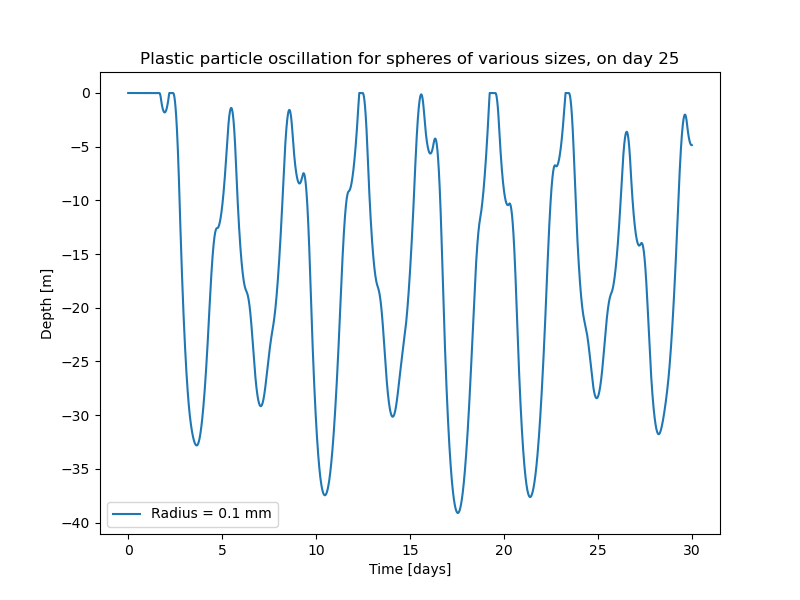 Plastic particle oscillation for spheres of various sizes, on day 25
0
−5
−10
−15
−20
−25
−30
−35
−40
Depth [m]
Radius = 0.1 mm
0 5 10 15 20 25 30
Time [days]